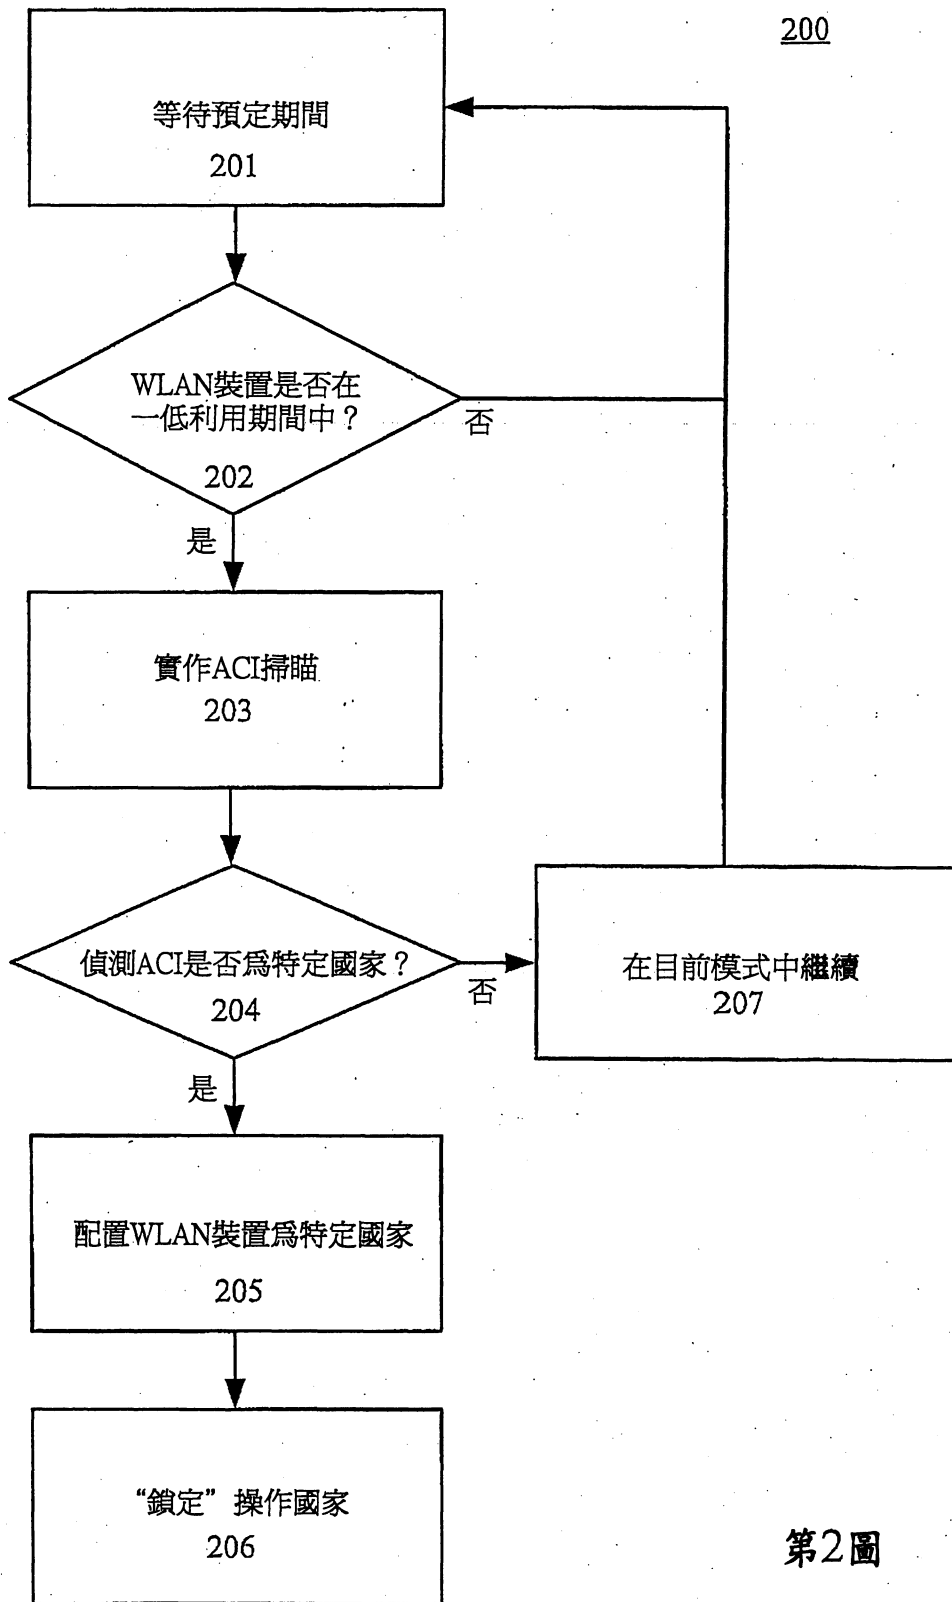 200
等待預定期間
201
WLAN裝置是否在
一低利用期間中？
202
否
是
實作ACI掃瞄
203
偵測ACI是否爲特定國家？
204
否
在目前模式中繼續
207
是
配置WLAN裝置爲特定國家
205
“鎖定”操作國家
206
第2圖